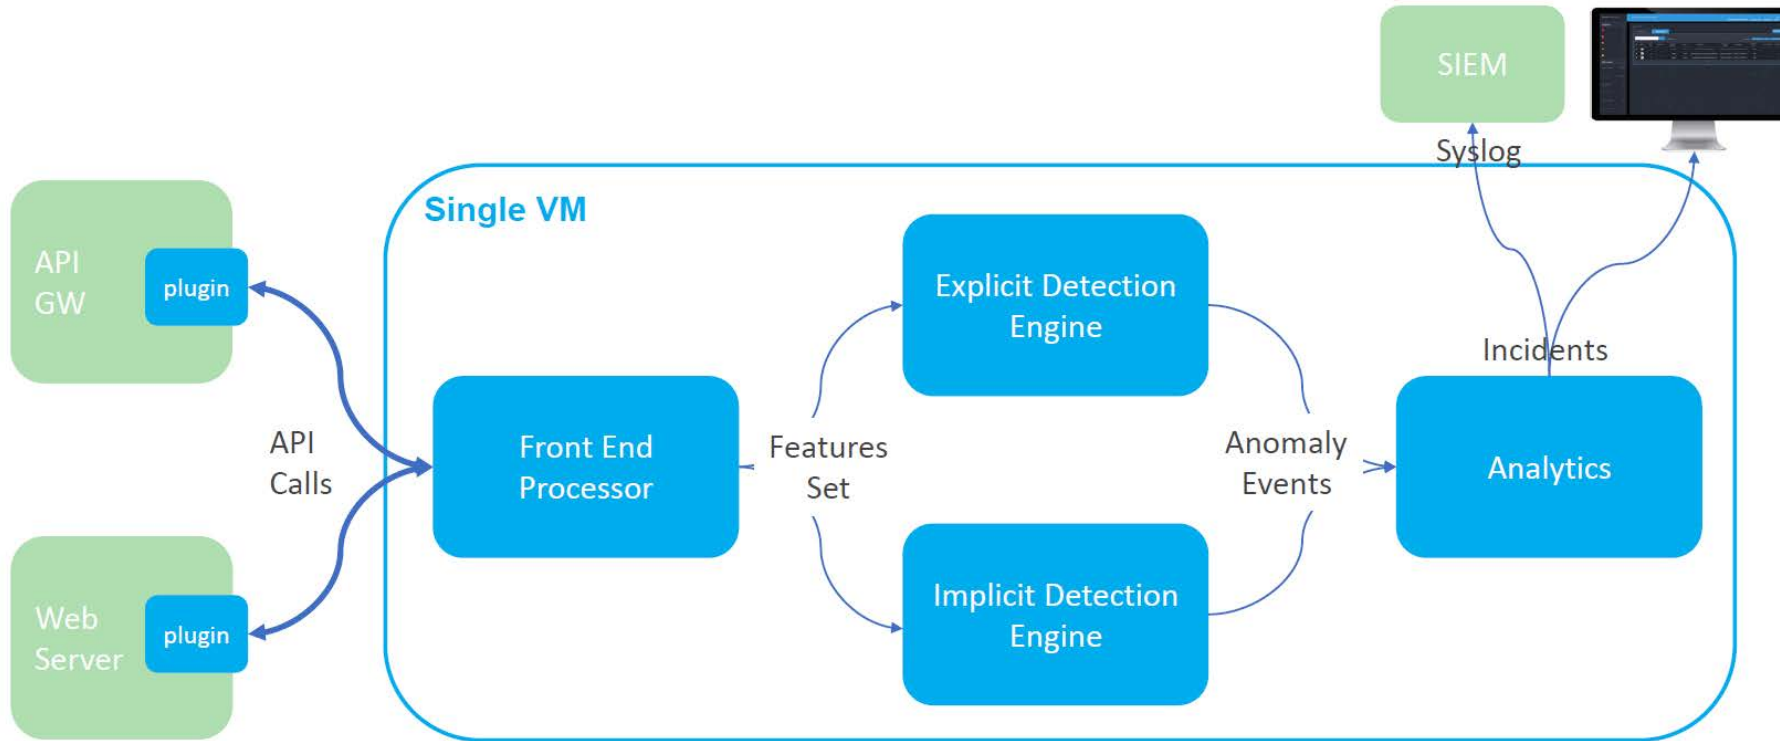 SIEM
Syslog
Single VM
API
GW
plugin
Explicit Detection
Engine
Incidents
API
Calls
Front End
Processor
Features
Set
Anomaly
Events
Analytics
Web
Server
plugin
Implicit Detection
Engine